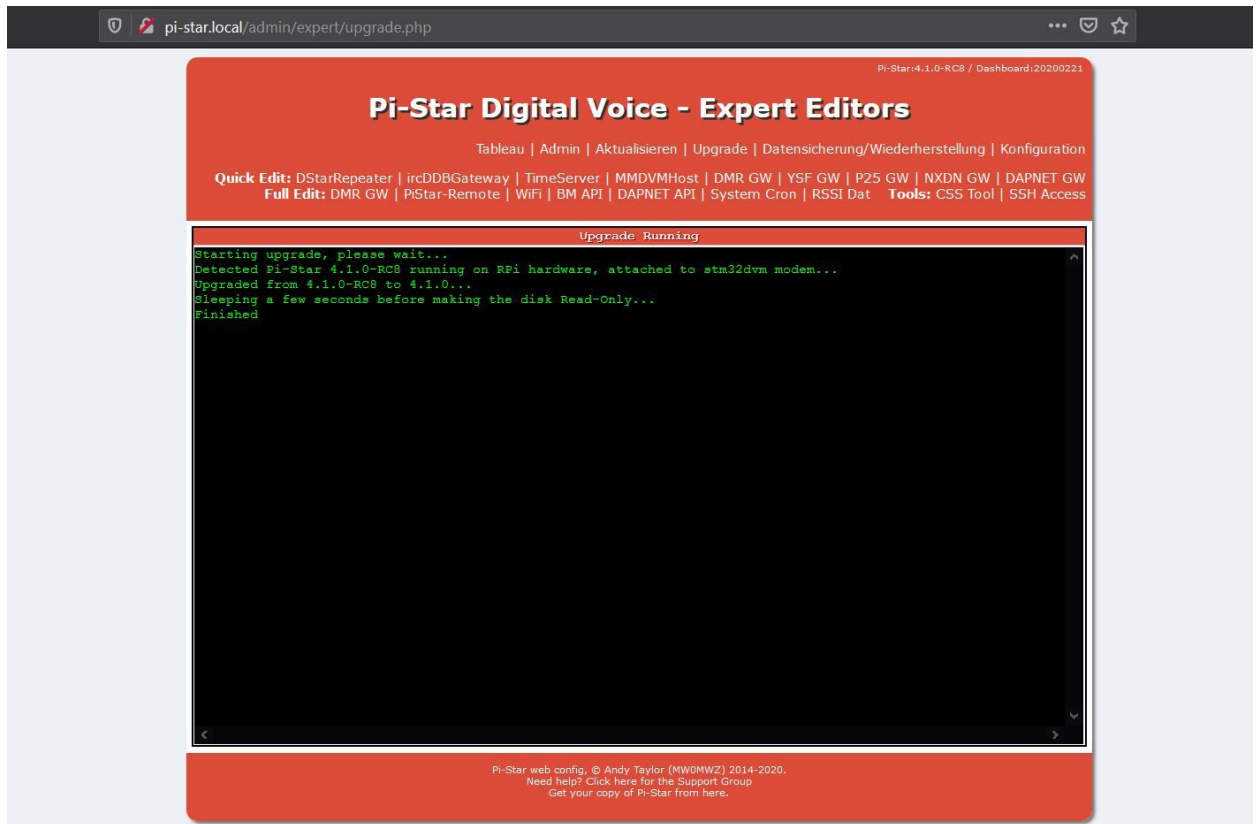 pi-star.local/admin/expert/upgrade.php
Pi-Star:4.1.0-RC8 / Dashboard:20200221
Pi-Star Digital Voice - Expert Editors
Tableau | Admin | Aktualisieren | Upgrade | Datensicherung/Wiederherstellung | Konfiguration
Quick Edit: DStarRepeater | ircDDBGateway | TimeServer | MMDVMHost | DMR GW | YSF GW | P25 GW | NXDN GW | DAPNET GW
Full Edit: DMR GW | PiStar-Remote | WiFi | BM API | DAPNET API | System Cron | RSSI Dat Tools: CSS Tool | SSH Access
Upgrade Running
Starting upgrade, please wait...
Detected Pi-Star 4.1.0-RC8 running on RPi hardware, attached to stm32dvm modem...
Upgraded from 4.1.0-RC8 to 4.1.0...
Sleeping a few seconds before making the disk Read-Only...
Finished
Pi-Star web config, © Andy Taylor (MW0MWZ) 2014-2020.
Need help? Click here for the Support Group
Get your copy of Pi-Star from here.